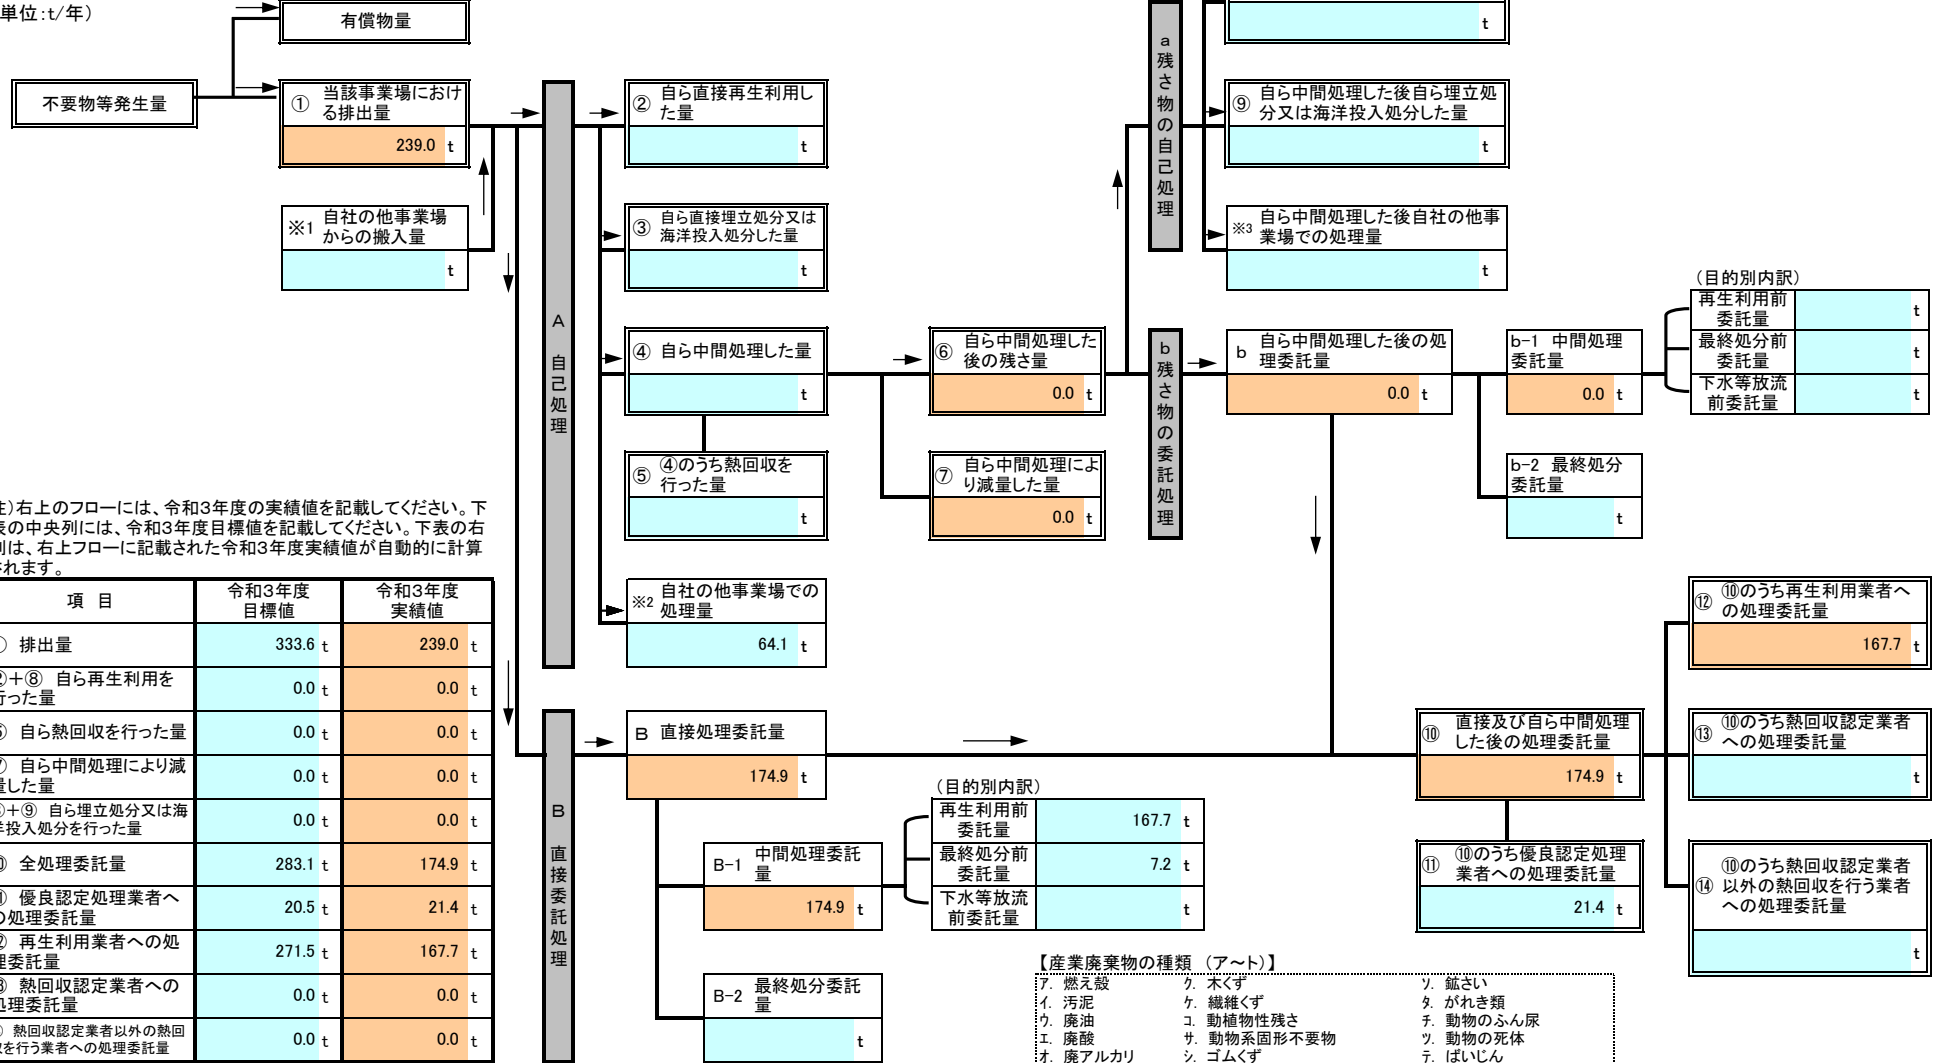 単位:t/年)
有償物量
不要物等発生量
① 当該事業場におけ
る排出量
239.0 t
※1 自社の他事業場
からの搬入量
t
A 自己処理
② 自ら直接再生利用し
た量
t
③ 自ら直接埋立処分又は
海洋投入処分した量
t
④ 自ら中間処理した量
t
⑤ ④のうち熱回収を
行った量
t
※2 自社の他事業場での
処理量
64.1 t
⑥ 自ら中間処理した
後の残さ量
0.0 t
⑦ 自ら中間処理によ
り減量した量
0.0 t
a残さ物の自己処理
t
⑨ 自ら中間処理した後自ら埋立処
分又は海洋投入処分した量
t
※3 自ら中間処理した後自社の他事
業場での処理量
t
b残さ物の委託処理
b 自ら中間処理した後の処
理委託量
0.0 t
b-1 中間処理
委託量
0.0 t
b-2 最終処分
委託量
t
(目的別内訳)
再生利用前
委託量
t
最終処分前
委託量
t
下水等放流
前委託量
t
)右上のフローには、令和3年度の実績値を記載してください。下
の中央列には、令和3年度目標値を記載してください。下表の右
は、右上フローに記載された令和3年度実績値が自動的に計算
れます。
項 目 令和3年度
目標値 令和3年度
実績値
排出量 333.6 t 239.0 t
+⑧ 自ら再生利用を
行った量 0.0 t 0.0 t
自ら熱回収を行った量 0.0 t 0.0 t
自ら中間処理により減
量した量 0.0 t 0.0 t
+⑨ 自ら埋立処分又は海
洋投入処分を行った量 0.0 t 0.0 t
全処理委託量 283.1 t 174.9 t
優良認定処理業者へ
の処理委託量 20.5 t 21.4 t
再生利用業者への処
理委託量 271.5 t 167.7 t
熱回収認定業者への
処理委託量 0.0 t 0.0 t
熱回収認定業者以外の熱回
収を行う業者への処理委託量 0.0 t 0.0 t
B 直接委託処理
B 直接処理委託量
174.9 t
B-1 中間処理委託
量
174.9 t
B-2 最終処分委託
量
t
(目的別内訳)
再生利用前
委託量
167.7 t
最終処分前
委託量
7.2 t
下水等放流
前委託量
t
⑩ 直接及び自ら中間処理
した後の処理委託量
174.9 t
⑪ ⑩のうち優良認定処理
業者への処理委託量
21.4 t
⑫ ⑩のうち再生利用業者へ
の処理委託量
167.7 t
⑬ ⑩のうち熱回収認定業者
への処理委託量
t
⑭ ⑩のうち熱回収認定業者
以外の熱回収を行う業者
への処理委託量
t
【産業廃棄物の種類 (ア～ト)】
ア. 燃え殻 ク. 木くず ソ. 鉱さい
イ. 汚泥 ケ. 繊維くず タ. がれき類
ウ. 廃油 コ. 動植物性残さ チ. 動物のふん尿
エ. 廃酸 サ. 動物系固形不要物 ツ. 動物の死体
オ. 廃アルカリ シ. ゴムくず テ. ばいじん